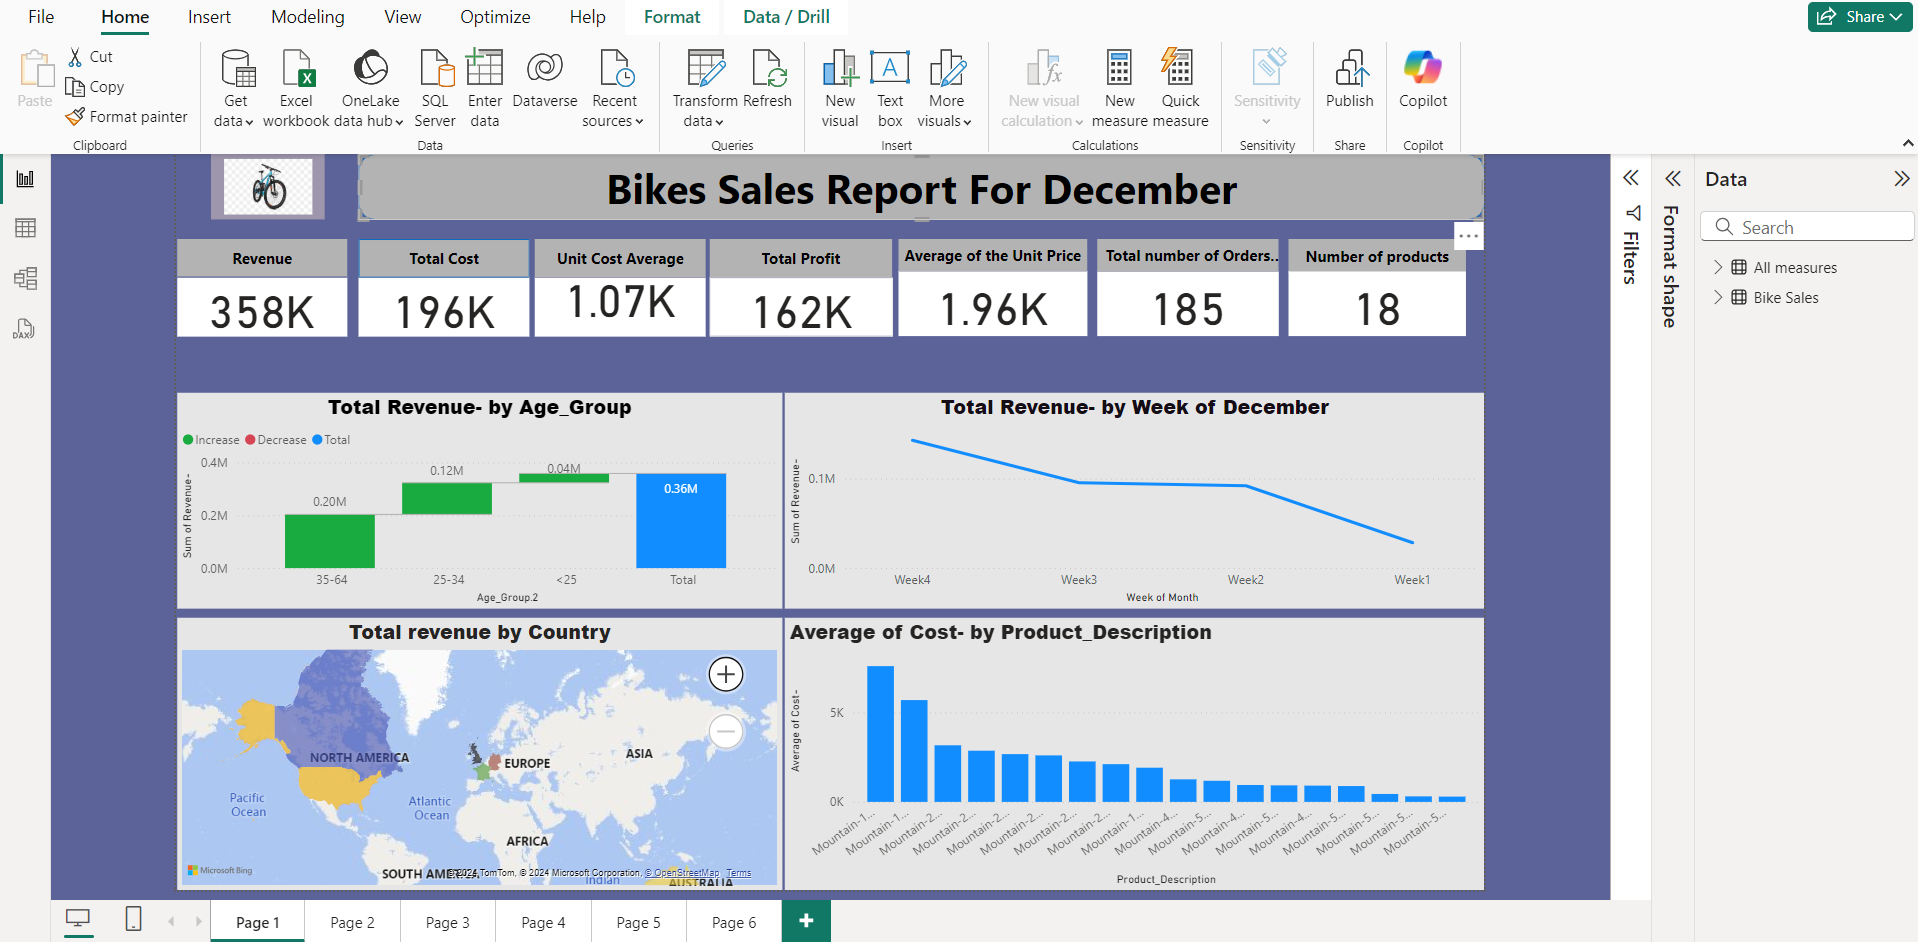 File Home Insert Modeling View Optimize Help Format Data / Drill Share
Paste Cut
Copy
Format painter
Clipboard
Get data
Excel workbook
OneLake data hub
SQL Server
Enter data
Dataverse
Recent sources
Data
Transform data
Refresh
Queries
New visual
Text box
More visuals
Insert
New visual calculation
New measure
Quick measure
Calculations
Sensitivity
Sensitivity
Publish
Share
Copilot
Copilot
Bikes Sales Report For December
Revenue
358K
Total Cost
196K
Unit Cost Average
1.07K
Total Profit
162K
Average of the Unit Price
1.96K
Total number of Orders..
185
Number of products
18
Total Revenue- by Age_Group
Increase Decrease Total
Sum of Revenue-
0.4M
0.2M
0.0M
0.20M
0.12M
0.04M
0.36M
35-64 25-34 <25 Total
Age_Group.2
Total Revenue- by Week of December
Sum of Revenue-
0.1M
0.0M
Week4 Week3 Week2 Week1
Week of Month
Total revenue by Country
NORTH AMERICA
EUROPE
ASIA
Pacific
Ocean
Atlantic
Ocean
AFRICA
SOUTH AMERICA
Indian
AUSTRALIA
Microsoft Bing
© 2024 TomTom, © 2024 Microsoft Corporation, © OpenStreetMap Terms
Average of Cost- by Product_Description
Average of Cost-
5K
0K
Mountain-1... Mountain-1... Mountain-2... Mountain-2... Mountain-2... Mountain-2... Mountain-2... Mountain-2... Mountain-1... Mountain-4... Mountain-5... Mountain-4... Mountain-5... Mountain-4... Mountain-5... Mountain-5... Mountain-5... Mountain-5...
Product_Description
Filters
Format shape
Data
Search
All measures
Bike Sales
DAX
Page 1 Page 2 Page 3 Page 4 Page 5 Page 6